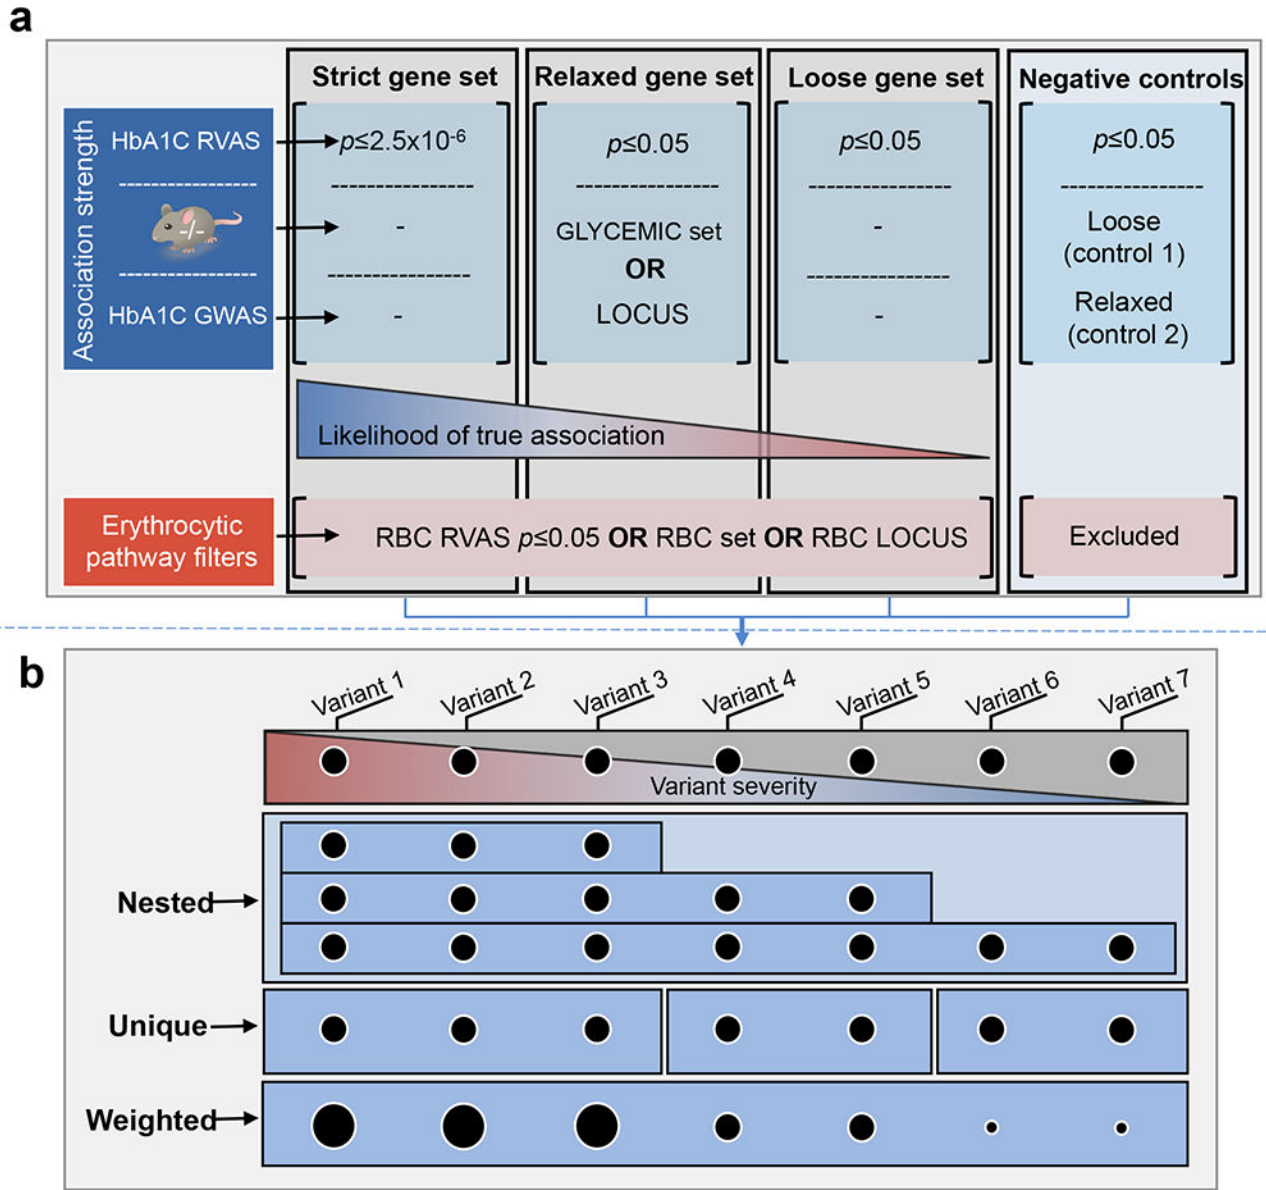 a
Strict gene set
Relaxed gene set
Loose gene set
Negative controls
Association strength
HbA1C RVAS
p≤2.5x10-6
p≤0.05
p≤0.05
p≤0.05
-----------------
-----------------
-----------------
-----------------
-----------------
-/-
-
GLYCEMIC set
OR
LOCUS
-
Loose
(control 1)
-----------------
-----------------
-----------------
HbA1C GWAS
-
-
Relaxed
(control 2)
Likelihood of true association
Erythrocytic
pathway filters
RBC RVAS p≤0.05 OR RBC set OR RBC LOCUS
Excluded
b
Variant 1
Variant 2
Variant 3
Variant 4
Variant 5
Variant 6
Variant 7
Variant severity
Nested
Unique
Weighted